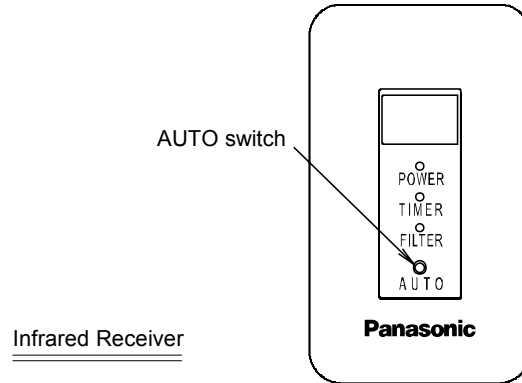 AUTO switch
POWER
TIMER
FILTER
AUTO
Panasonic
Infrared Receiver